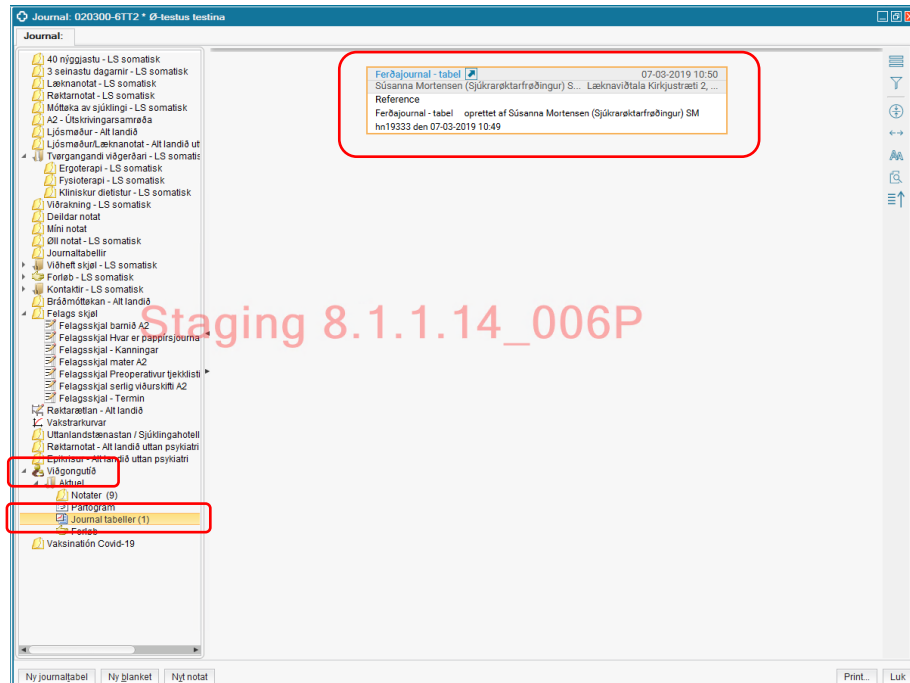 Journal: 020300-6TT2 * Ø-testus testina
Journal:
40 nýggjastu - LS somatisk
3 seinastu dagarnir - LS somatisk
Læknanotat - LS somatisk
Røktarnotat - LS somatisk
Móttøka av sjúklingi - LS somatisk
A2 - Útskrivingarsamrøða
Ljósmøður - Alt landið
Ljósmøður/Læknanotat - Alt landið ut
Tvørgangandi viðgerðari - LS somatis
Ergoterapi - LS somatisk
Fysioterapi - LS somatisk
Kliniskur dietistur - LS somatisk
Viðrakning - LS somatisk
Deildar notat
Míni notat
Øll notat - LS somatisk
Journaltabellir
Viðheft skjøl - LS somatisk
Forløb - LS somatisk
Kontaktir - LS somatisk
Bráðmóttøkan - Alt landið
Felags skjøl
Felagsskjal barnið A2
Felagsskjal Hvar er pappírsjourna
Felagsskjal - Kanningar
Felagsskjal mater A2
Felagsskjal Preoperativur tjekklisti
Felagsskjal serlig viðurskifti A2
Felagsskjal - Termin
Røktarætlan - Alt landið
Vakstrarkurvar
Uttanlandstænastan / Sjúklingahotell
Røktarnotat - Alt landið uttan psykiatri
Epikrisur - Alt landið uttan psykiatri
Viðgongutíð
Aktuel
Notater (9)
Partogram
Journal tabeller (1)
Forløb
Vaksinatión Covid-19
Ferðajournal - tabel 07-03-2019 10:50
Súsanna Mortensen (Sjúkrarøktarfrøðingur) S... Læknaviðtala Kirkjustræti 2, ...
Reference
Ferðajournal - tabel oprettet af Súsanna Mortensen (Sjúkrarøktarfrøðingur) SM
hn19333 den 07-03-2019 10:49
Staging 8.1.1.14_006P
Ny journaltabel Ny blanket Nyt notat Print... Luk